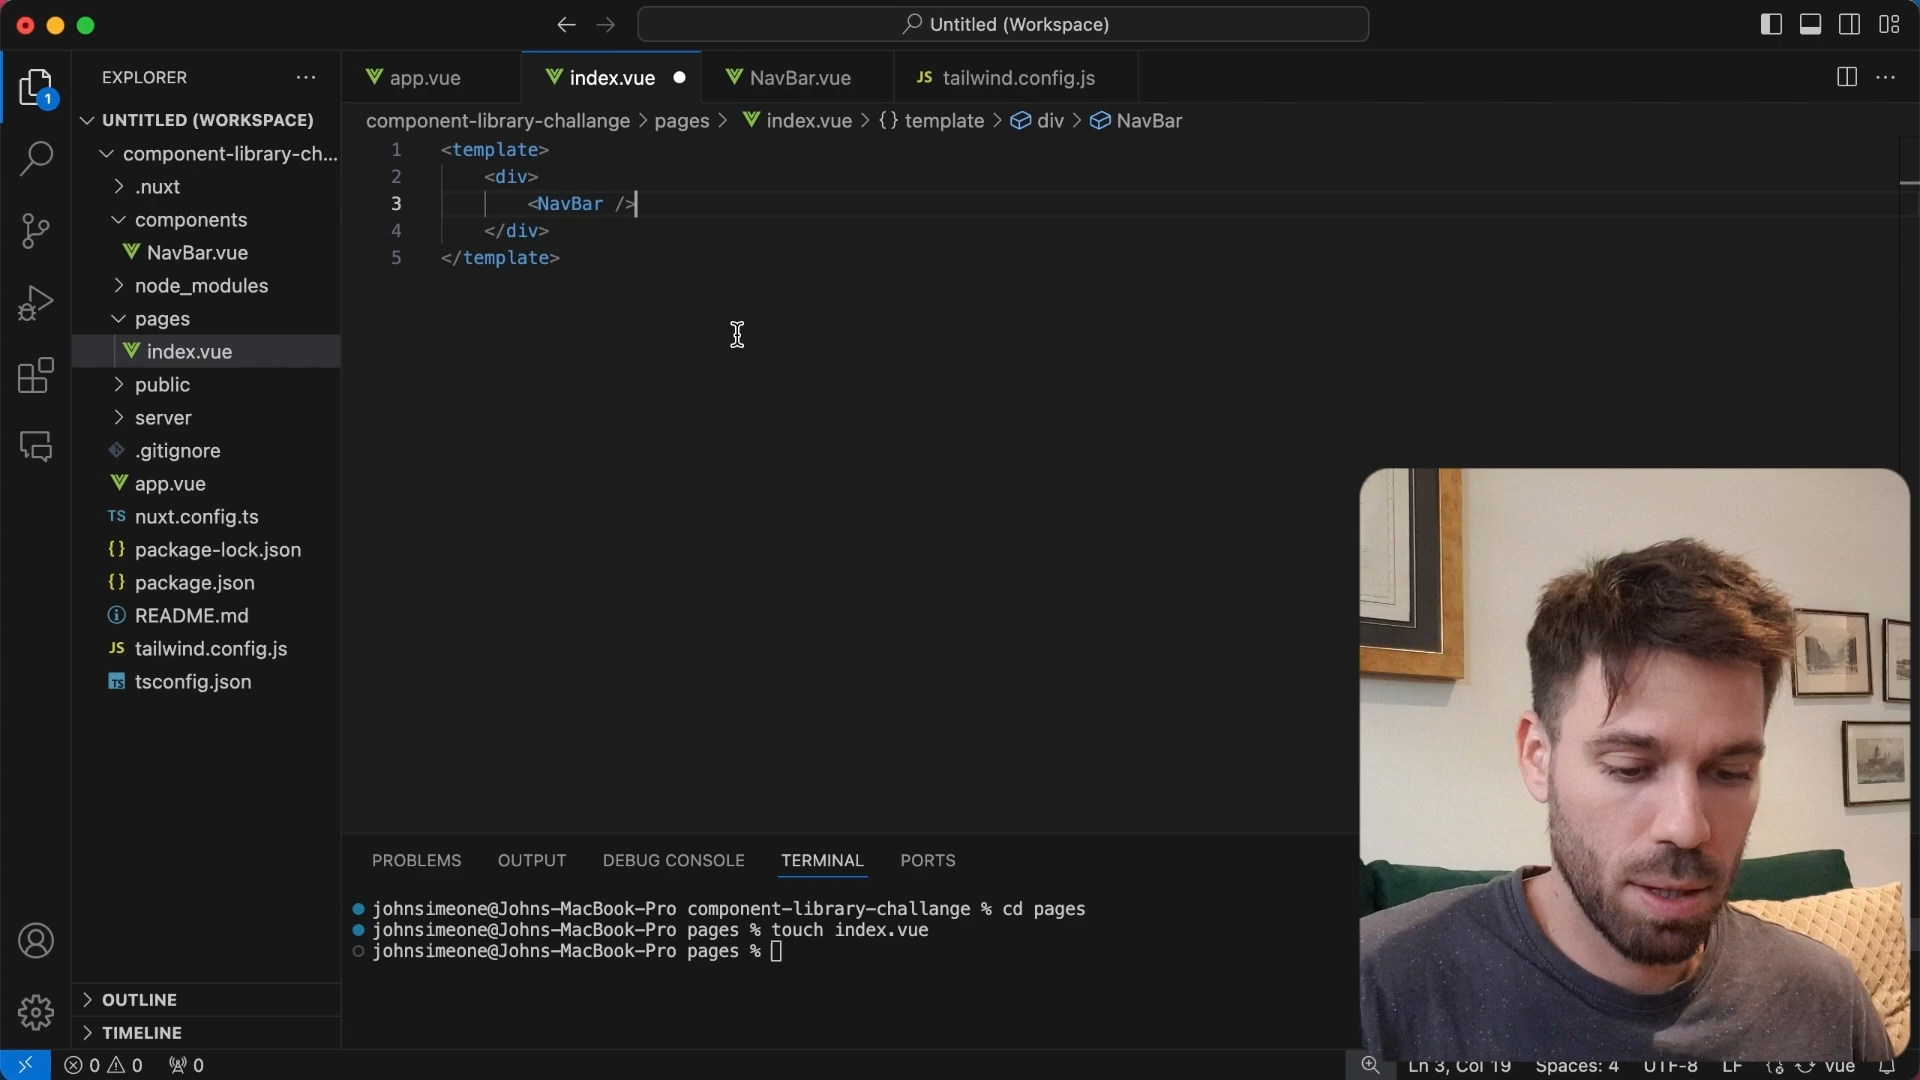 Untitled (Workspace)
EXPLORER
1
UNTITLED (WORKSPACE)
component-library-ch...
.nuxt
components
NavBar.vue
node_modules
pages
index.vue
public
server
.gitignore
app.vue
TS nuxt.config.ts
{} package-lock.json
{} package.json
README.md
JS tailwind.config.js
TS tsconfig.json
OUTLINE
TIMELINE
app.vue
index.vue
NavBar.vue
JS tailwind.config.js
component-library-challange > pages > index.vue > {} template > div > NavBar
1 <template>
2 <div>
3 <NavBar />
4 </div>
5 </template>
PROBLEMS OUTPUT DEBUG CONSOLE TERMINAL PORTS
johnsimeone@Johns-MacBook-Pro component-library-challange % cd pages
johnsimeone@Johns-MacBook-Pro pages % touch index.vue
johnsimeone@Johns-MacBook-Pro pages %
0 0 0 Ln 3, Col 19 Spaces: 4 UTF-8 LF vue